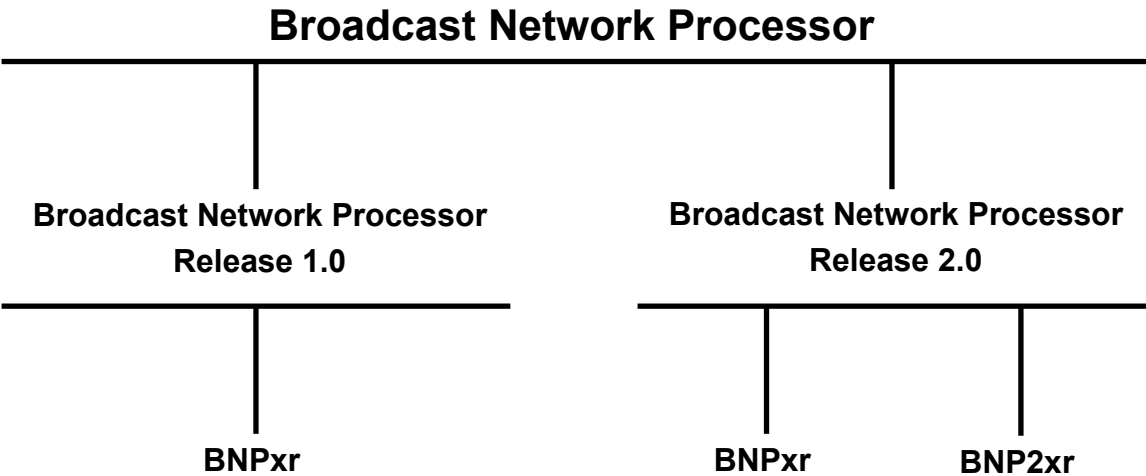 Broadcast Network Processor
Broadcast Network Processor
Release 1.0
Broadcast Network Processor
Release 2.0
BNPxr
BNPxr
BNP2xr